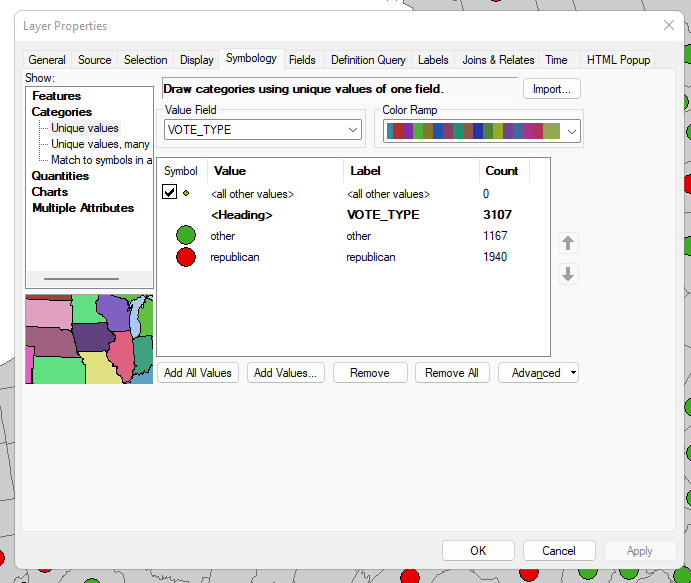 Layer Properties
General Source Selection Display Symbology Fields Definition Query Labels Joins & Relates Time HTML Popup
Show:
Features
Categories
Unique values
Unique values, many
Match to symbols in a
Quantities
Charts
Multiple Attributes
Draw categories using unique values of one field.
Import...
Value Field
VOTE_TYPE
Color Ramp
Symbol Value Label Count
<all other values> <all other values> 0
<Heading> VOTE_TYPE 3107
other other 1167
republican republican 1940
Add All Values Add Values... Remove Remove All Advanced
OK Cancel Apply